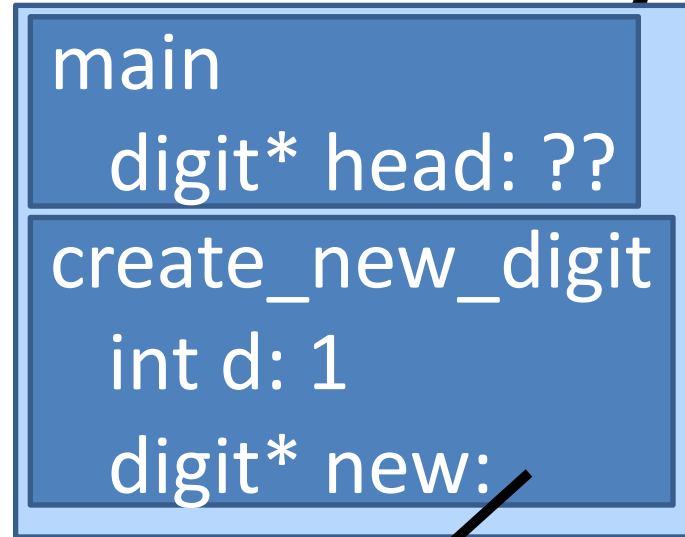 main
digit* head: ??
create_new_digit
int d: 1
digit* new: